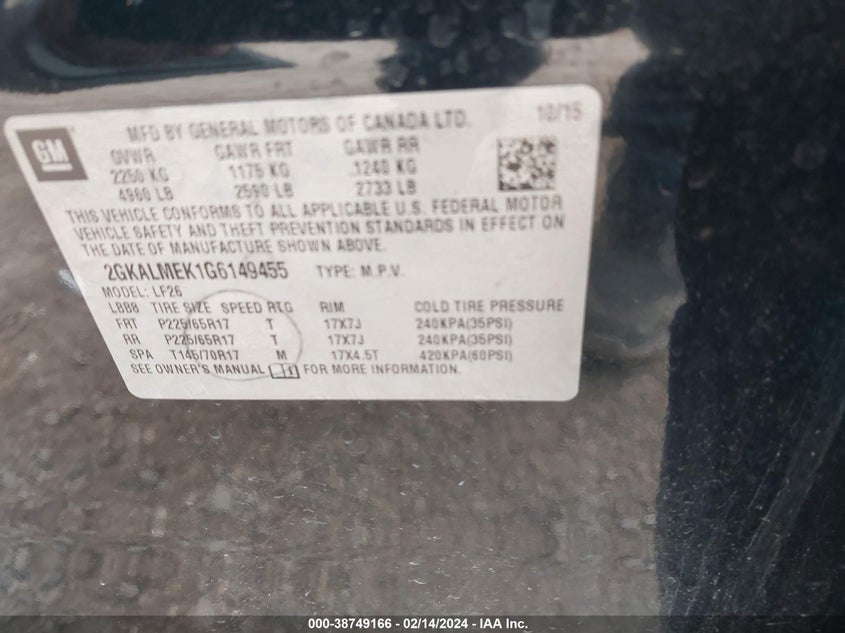 MFD BY GENERAL MOTORS OF CANADA LTD. 10/15
GM
GVWR GAWR FRT GAWR RR
2250 KG 1175 KG 1240 KG
4960 LB 2590 LB 2733 LB
THIS VEHICLE CONFORMS TO ALL APPLICABLE U.S. FEDERAL MOTOR
VEHICLE SAFETY AND THEFT PREVENTION STANDARDS IN EFFECT ON
THE DATE OF MANUFACTURE SHOWN ABOVE.
2GKALMEK1G6149455 TYPE: M.P.V.
MODEL: LF26
LBB8 TIRE SIZE SPEED RTG RIM COLD TIRE PRESSURE
FRT P225/65R17 T 17X7J 240KPA(35PSI)
RR P225/65R17 T 17X7J 240KPA(35PSI)
SPA T145/70R17 M 17X4.5T 420KPA(60PSI)
SEE OWNER'S MANUAL FOR MORE INFORMATION.
000-38749166 - 02/14/2024 - IAA Inc.